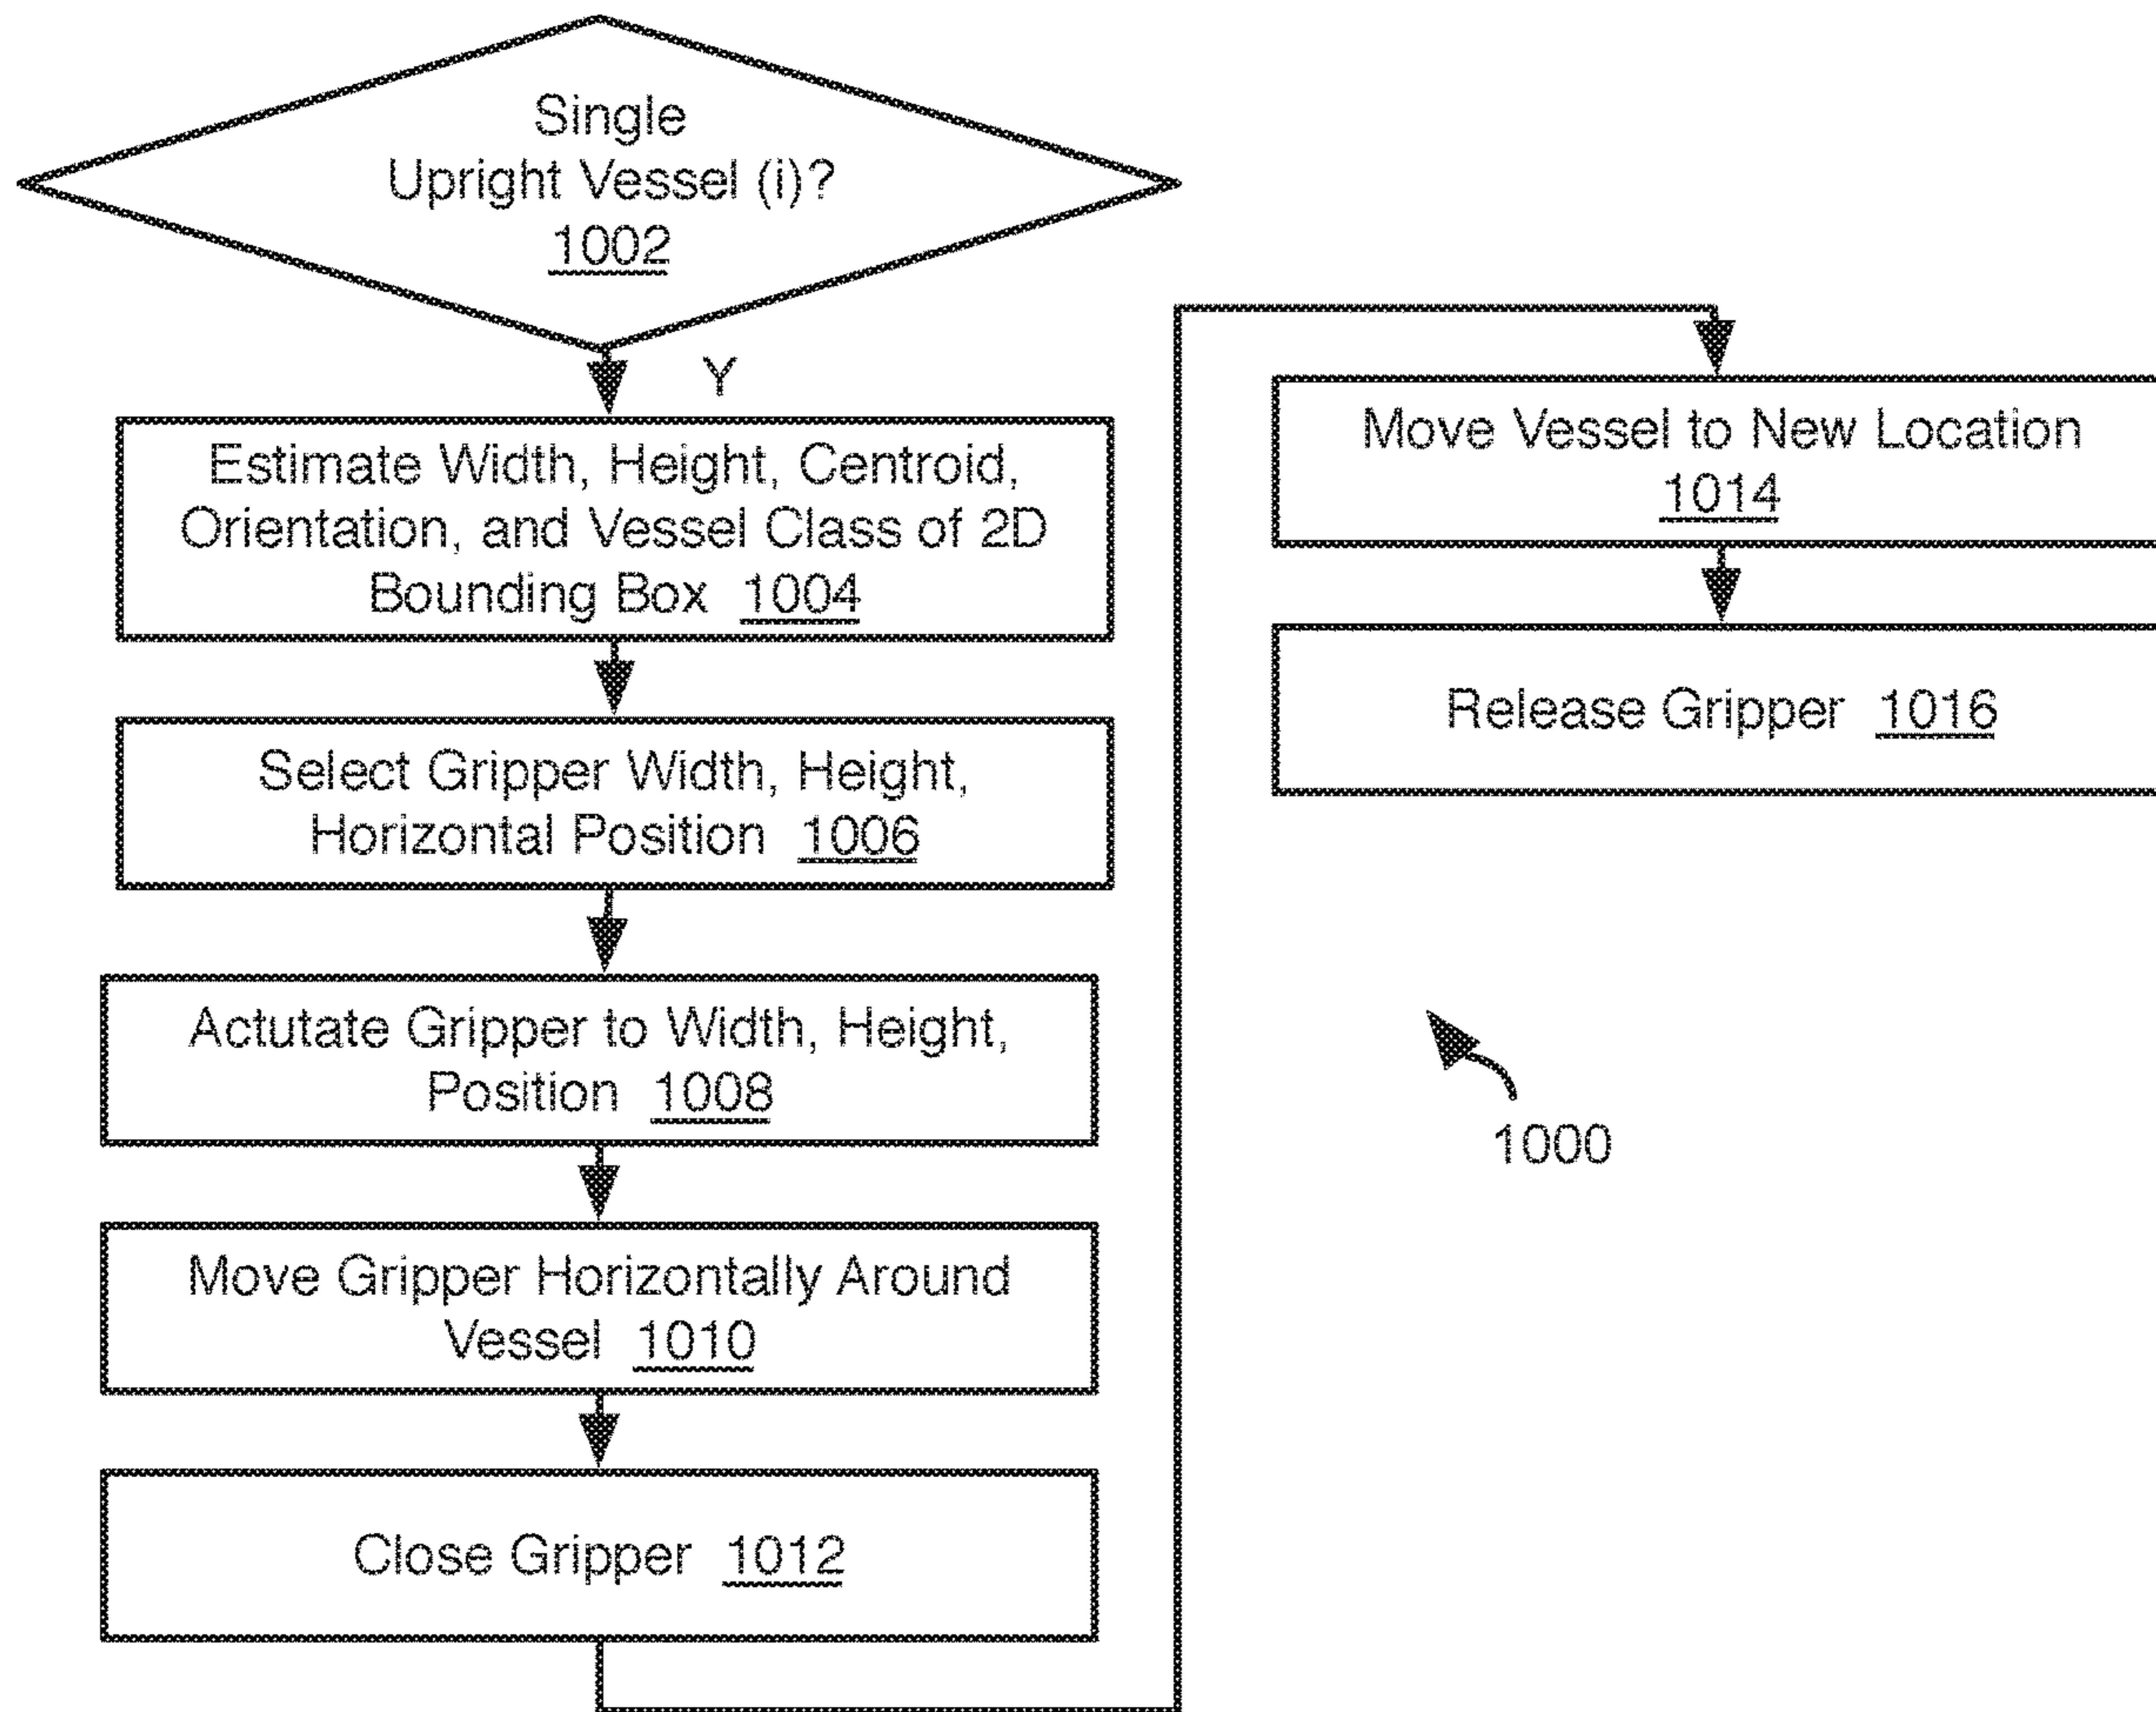 Single
Upright Vessel (i)?
1002
Y
Estimate Width, Height, Centroid,
Orientation, and Vessel Class of 2D
Bounding Box 1004
Select Gripper Width, Height,
Horizontal Position 1006
Actutate Gripper to Width, Height,
Position 1008
Move Gripper Horizontally Around
Vessel 1010
Close Gripper 1012
Move Vessel to New Location
1014
Release Gripper 1016
1000